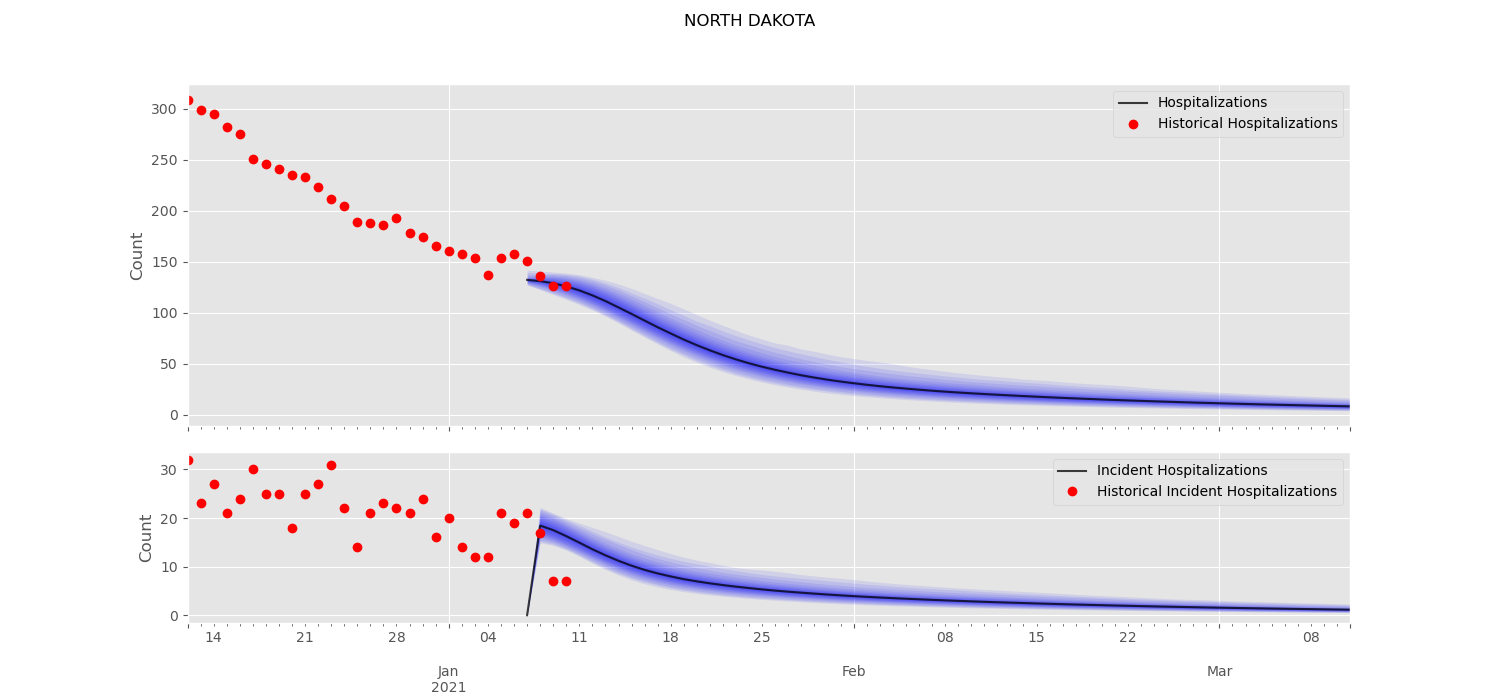 NORTH DAKOTA
Count
300
250
200
150
100
50
0
Hospitalizations
Historical Hospitalizations
Count
30
20
10
0
Incident Hospitalizations
Historical Incident Hospitalizations
14 21 28 04 11 18 25 08 15 22 08
Jan Feb Mar
2021